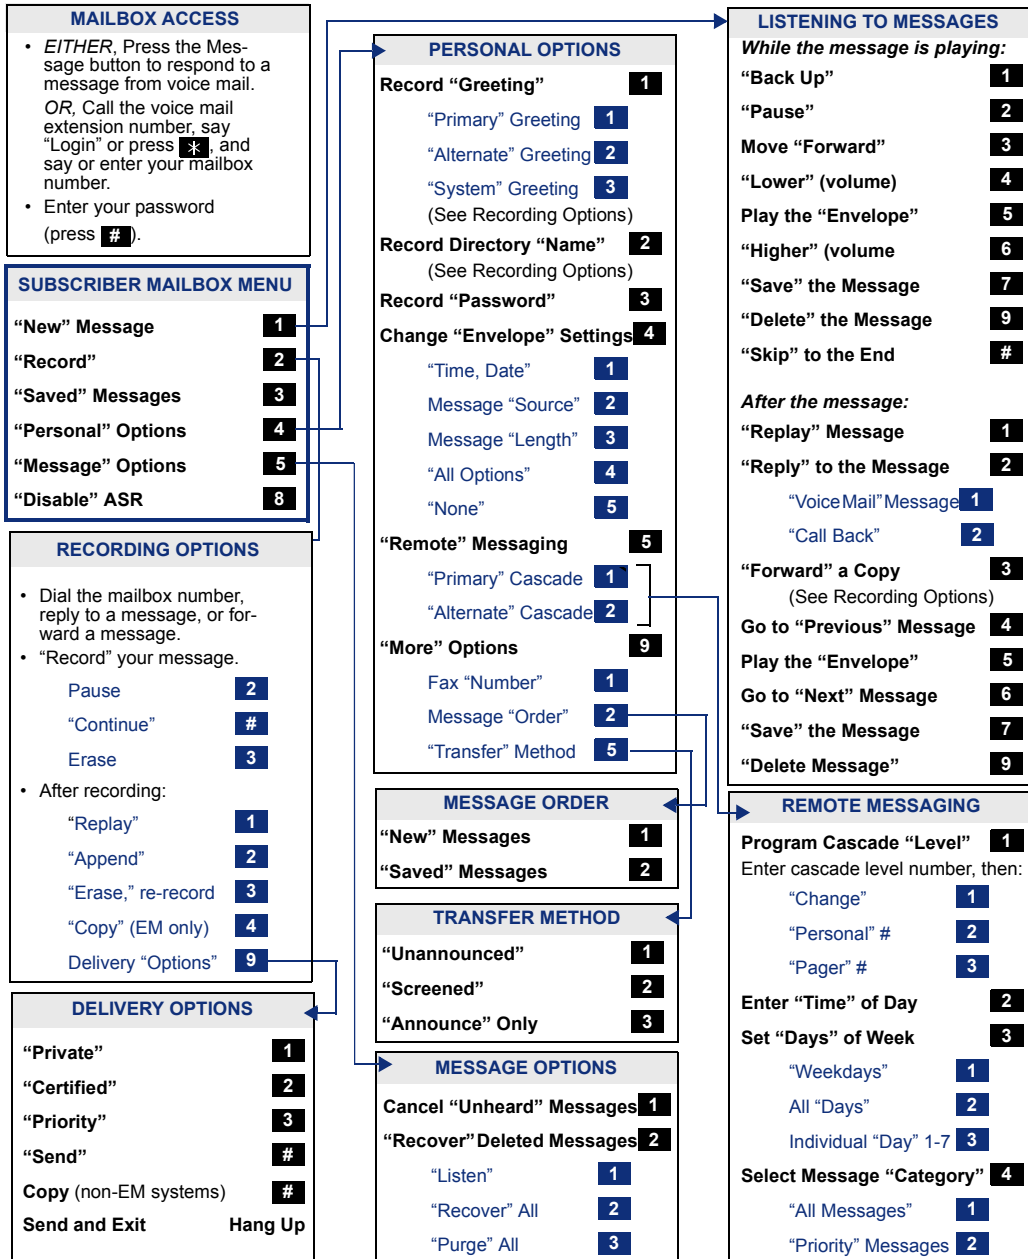 MAILBOX ACCESS
• EITHER, Press the Mes-
sage button to respond to a
message from voice mail.
OR, Call the voice mail
extension number, say
“Login” or press *, and
say or enter your mailbox
number.
• Enter your password
(press # ).
SUBSCRIBER MAILBOX MENU
“New” Message 1
“Record” 2
“Saved” Messages 3
“Personal” Options 4
“Message” Options 5
“Disable” ASR 8
RECORDING OPTIONS
• Dial the mailbox number,
reply to a message, or for-
ward a message.
• “Record” your message.
Pause 2
“Continue” #
Erase 3
• After recording:
“Replay” 1
“Append” 2
“Erase,” re-record 3
“Copy” (EM only) 4
Delivery “Options” 9
DELIVERY OPTIONS
“Private” 1
“Certified” 2
“Priority” 3
“Send” #
Copy (non-EM systems) #
Send and Exit Hang Up
PERSONAL OPTIONS
Record “Greeting” 1
“Primary” Greeting 1
“Alternate” Greeting 2
“System” Greeting 3
(See Recording Options)
Record Directory “Name” 2
(See Recording Options)
Record “Password” 3
Change “Envelope” Settings 4
“Time, Date” 1
Message “Source” 2
Message “Length” 3
“All Options” 4
“None” 5
“Remote” Messaging 5
“Primary” Cascade 1
“Alternate” Cascade 2
“More” Options 9
Fax “Number” 1
Message “Order” 2
“Transfer” Method 5
MESSAGE ORDER
“New” Messages 1
“Saved” Messages 2
TRANSFER METHOD
“Unannounced” 1
“Screened” 2
“Announce” Only 3
MESSAGE OPTIONS
Cancel “Unheard” Messages 1
“Recover” Deleted Messages 2
“Listen” 1
“Recover” All 2
“Purge” All 3
LISTENING TO MESSAGES
While the message is playing:
“Back Up” 1
“Pause” 2
Move “Forward” 3
“Lower” (volume) 4
Play the “Envelope” 5
“Higher” (volume 6
“Save” the Message 7
“Delete” the Message 9
“Skip” to the End #
After the message:
“Replay” Message 1
“Reply” to the Message 2
“Voice Mail” Message 1
“Call Back” 2
“Forward” a Copy 3
(See Recording Options)
Go to “Previous” Message 4
Play the “Envelope” 5
Go to “Next” Message 6
“Save” the Message 7
“Delete Message” 9
REMOTE MESSAGING
Program Cascade “Level” 1
Enter cascade level number, then:
“Change” 1
“Personal” # 2
“Pager” # 3
Enter “Time” of Day 2
Set “Days” of Week 3
“Weekdays” 1
All “Days” 2
Individual “Day” 1-7 3
Select Message “Category” 4
“All Messages” 1
“Priority” Messages 2